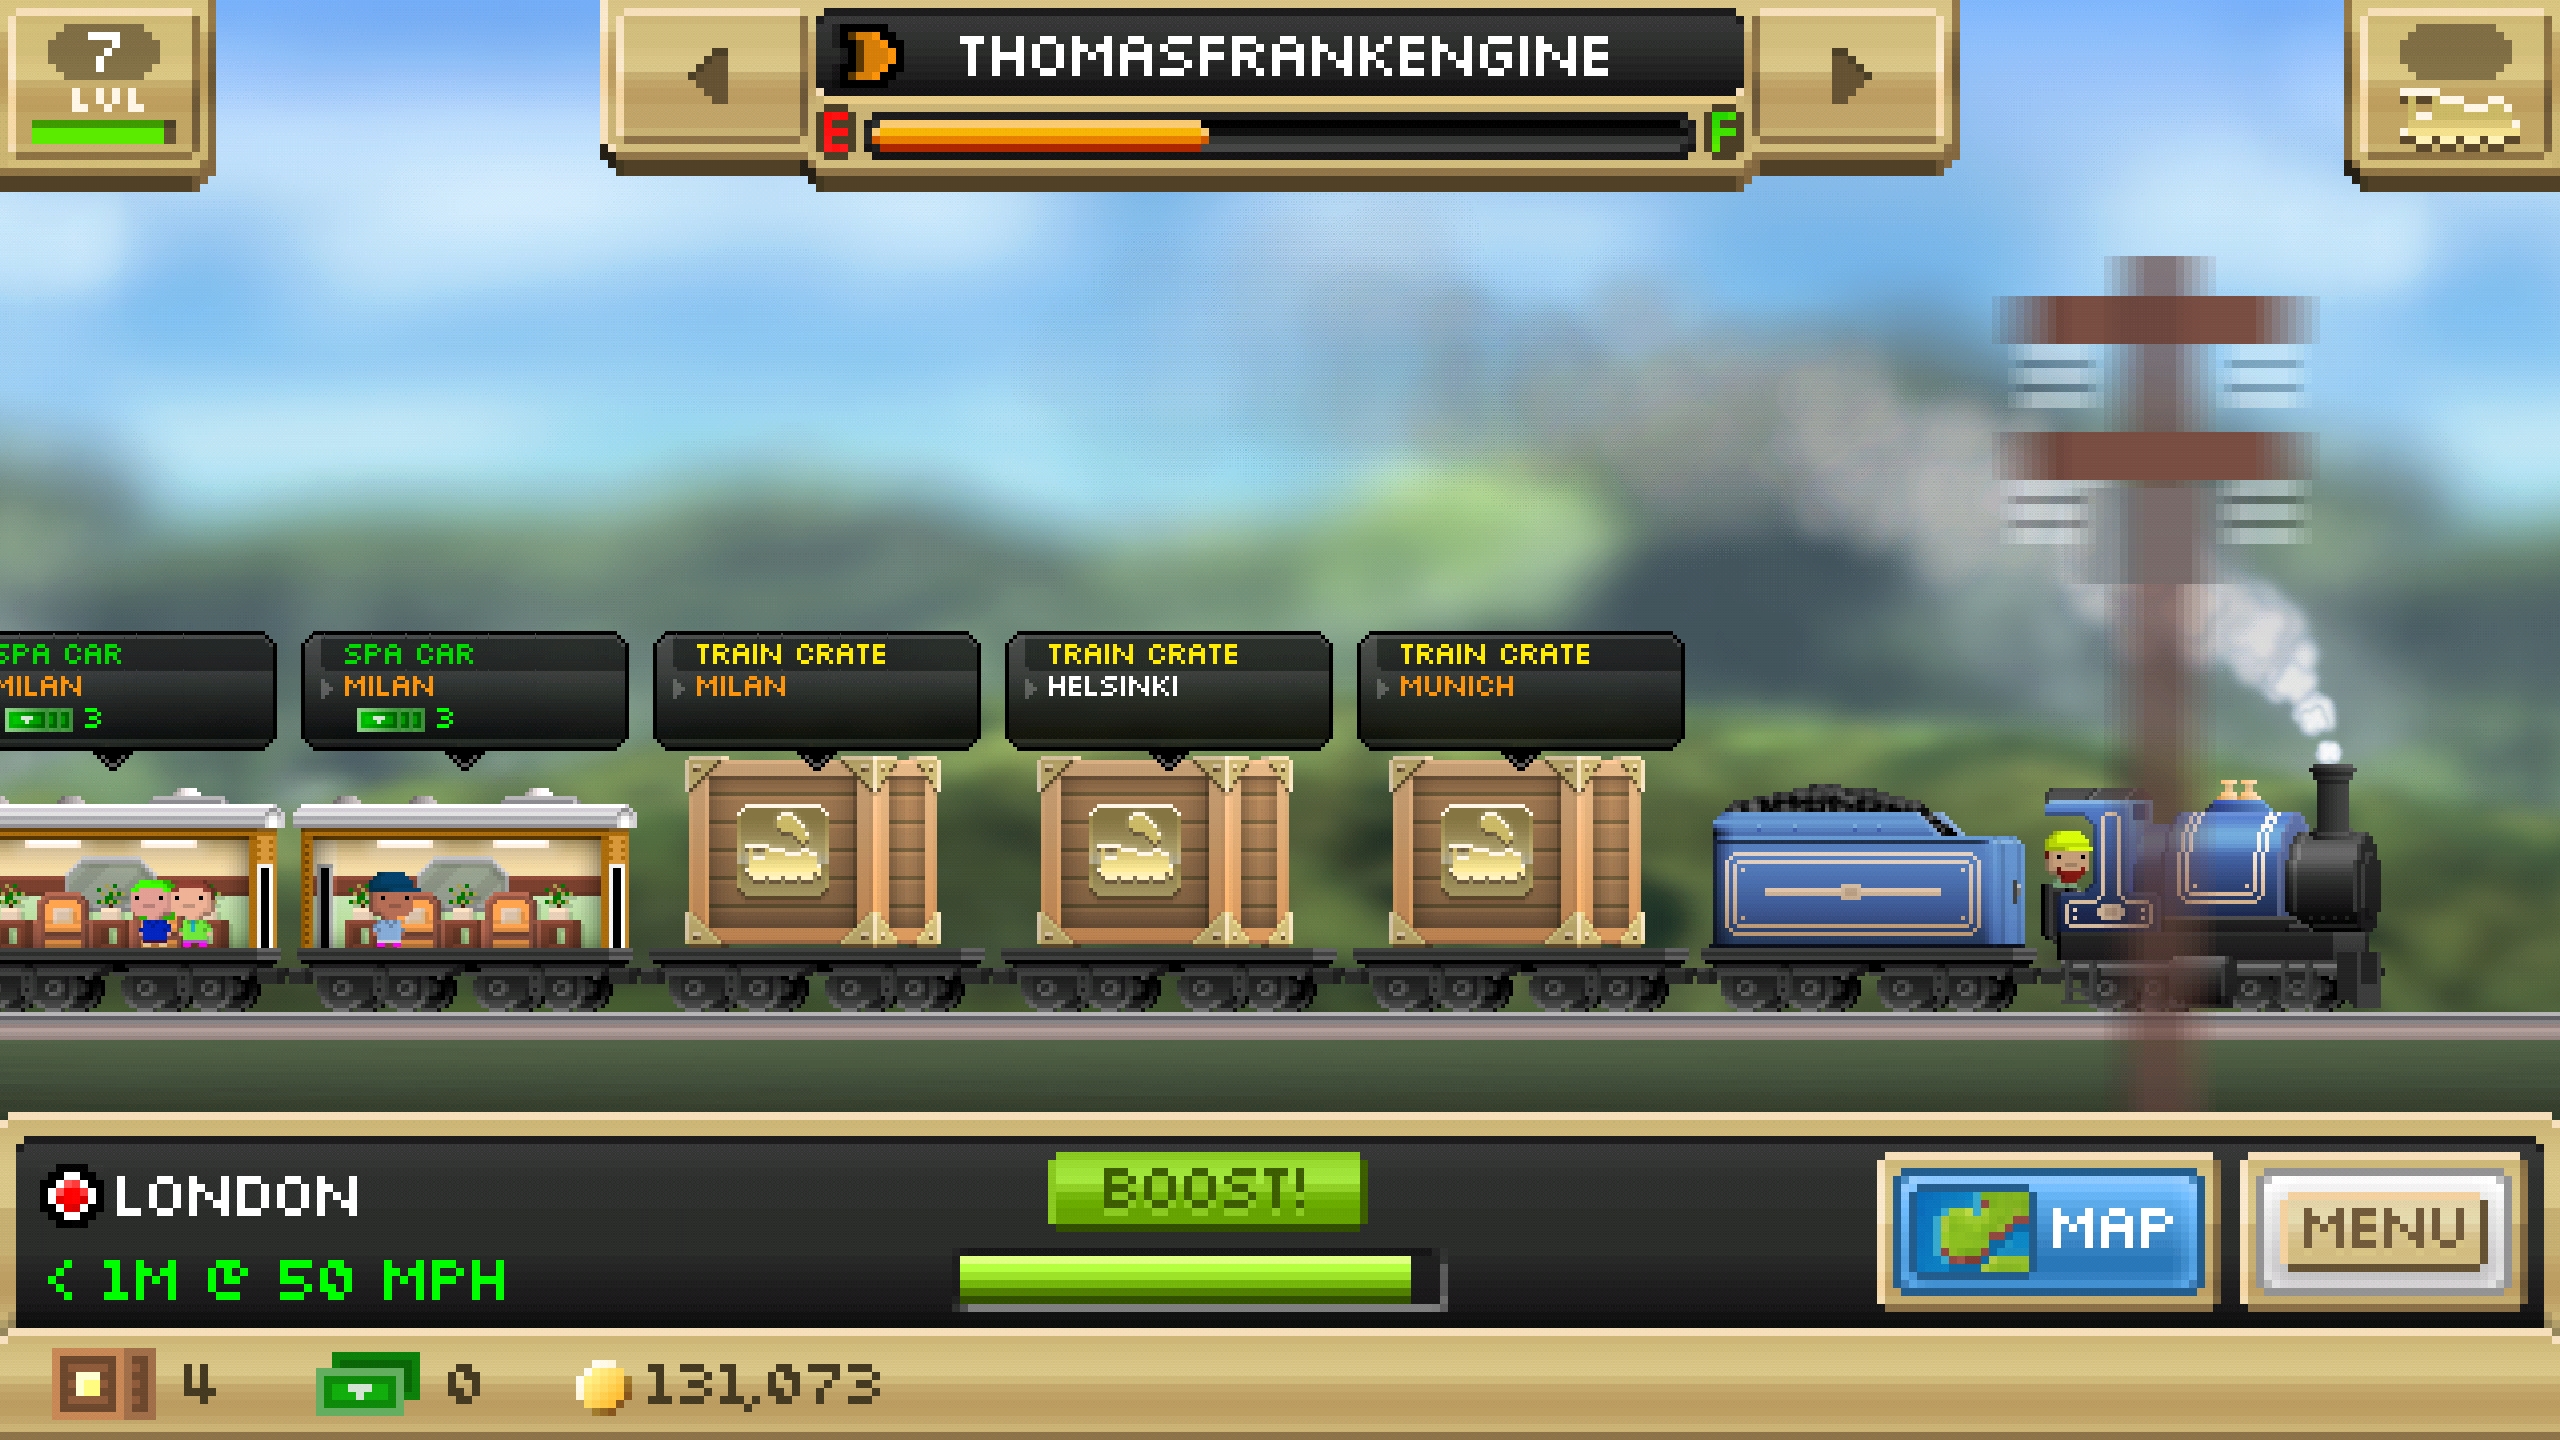 7
LVL
THOMASFRANKENGINE
E F
SPA CAR
MILAN
3
SPA CAR
MILAN
3
TRAIN CRATE
MILAN
TRAIN CRATE
HELSINKI
TRAIN CRATE
MUNICH
LONDON
< 1M @ 50 MPH
BOOST!
MAP
MENU
4
0
131,073